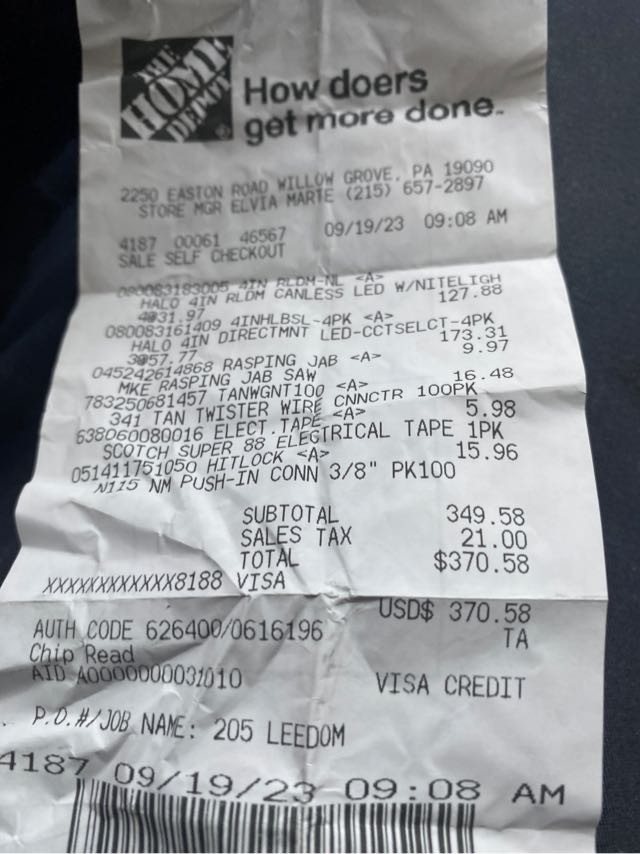 THE
HOME
DEPOT
How doers
get more done.
2250 EASTON ROAD WILLOW GROVE, PA 19090
STORE MGR ELVIA MARTE (215) 657-2897
4187 00061 46567 09/19/23 09:08 AM
SALE SELF CHECKOUT
080083183005 4IN RLDM-NL <A>
HALO 4IN RLDM CANLESS LED W/NITELIGH
4@31.97 127.88
080083161409 4INHLBSL-4PK <A>
HALO 4IN DIRECTMNT LED-CCTSELCT-4PK
3@57.77 173.31
045242614868 RASPING JAB <A> 9.97
MKE RASPING JAB SAW
783250681457 TANWGNT100 <A> 16.48
341 TAN TWISTER WIRE CNNCTR 100PK
638060080016 ELECT.TAPE <A> 5.98
SCOTCH SUPER 88 ELECTRICAL TAPE 1PK
051411751050 HITLOCK <A> 15.96
N115 NM PUSH-IN CONN 3/8" PK100
SUBTOTAL 349.58
SALES TAX 21.00
TOTAL $370.58
XXXXXXXXXXXX8188 VISA
USD$ 370.58
AUTH CODE 626400/0616196 TA
Chip Read
AID A0000000031010 VISA CREDIT
P.O.#/JOB NAME: 205 LEEDOM
4187 09/19/23 09:08 AM